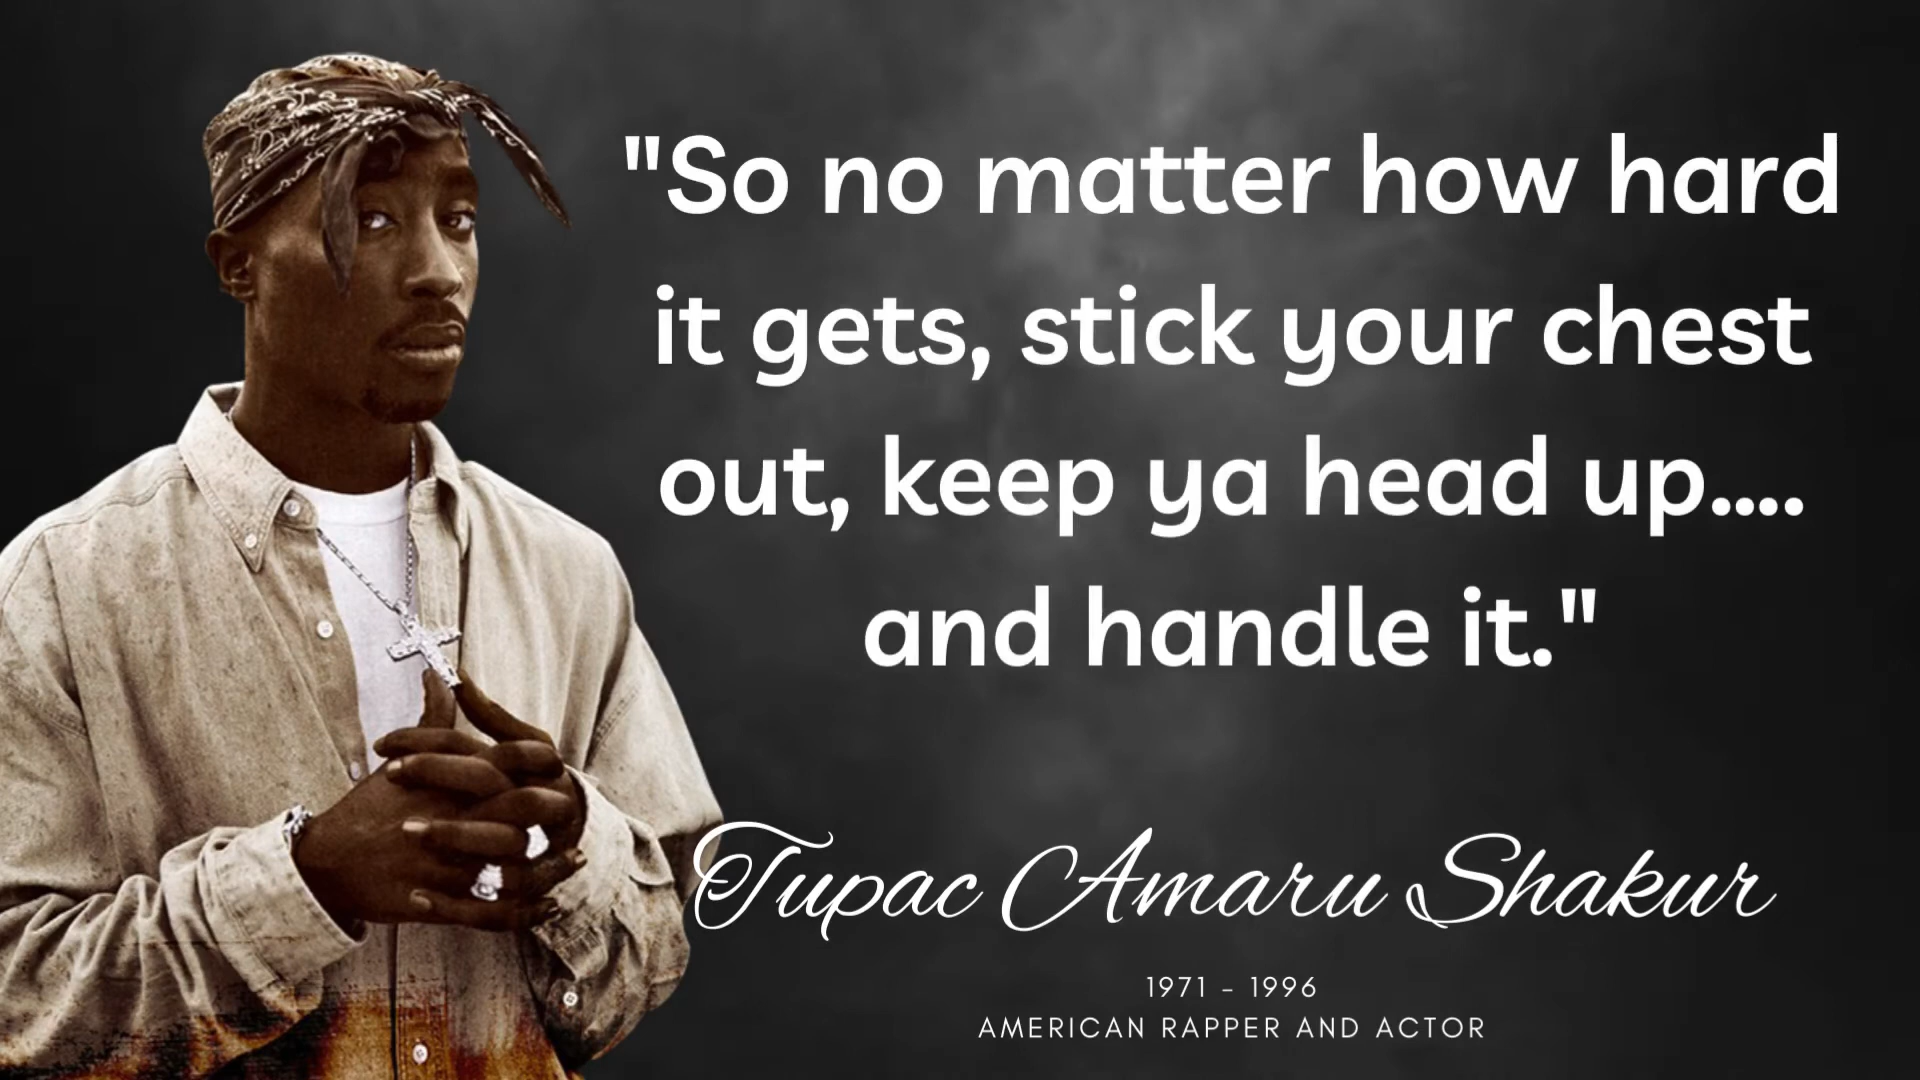 "So no matter how hard
it gets, stick your chest
out, keep ya head up....
and handle it."
Tupac Amaru Shakur
1971 - 1996
AMERICAN RAPPER AND ACTOR